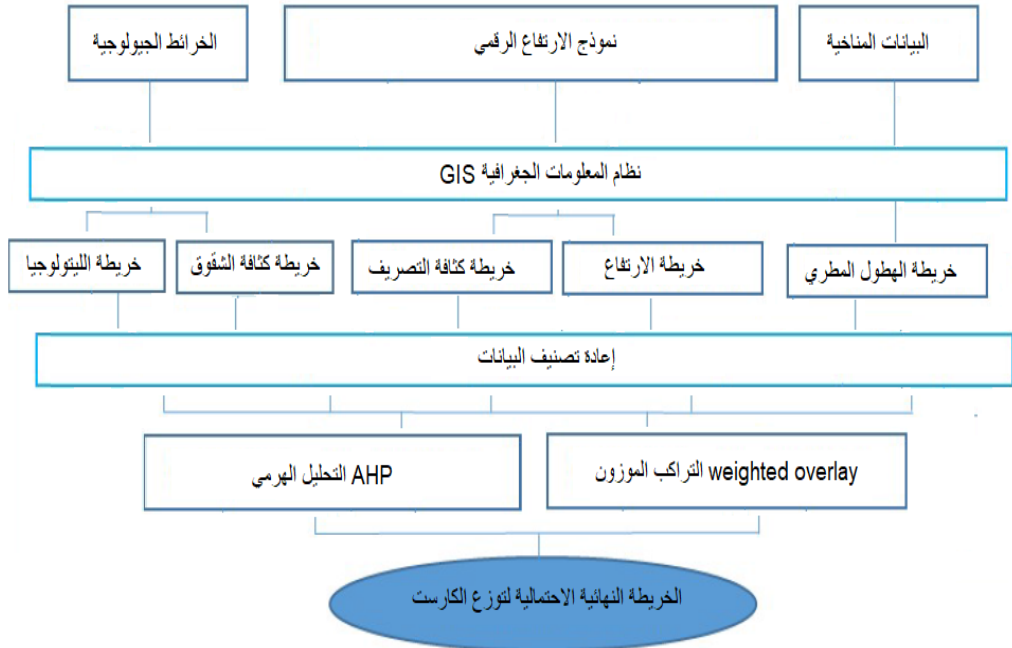 البيانات المناخية
نموذج الارتفاع الرقمي
الخرائط الجيولوجية
نظام المعلومات الجغرافية GIS
خريطة الهطول المطري
خريطة الارتفاع
خريطة كثافة التصريف
خريطة كثافة الشقوق
خريطة الليتولوجيا
إعادة تصنيف البيانات
التراكب الموزون weighted overlay
التحليل الهرمي AHP
الخريطة النهائية الاحتمالية لتوزع الكارست